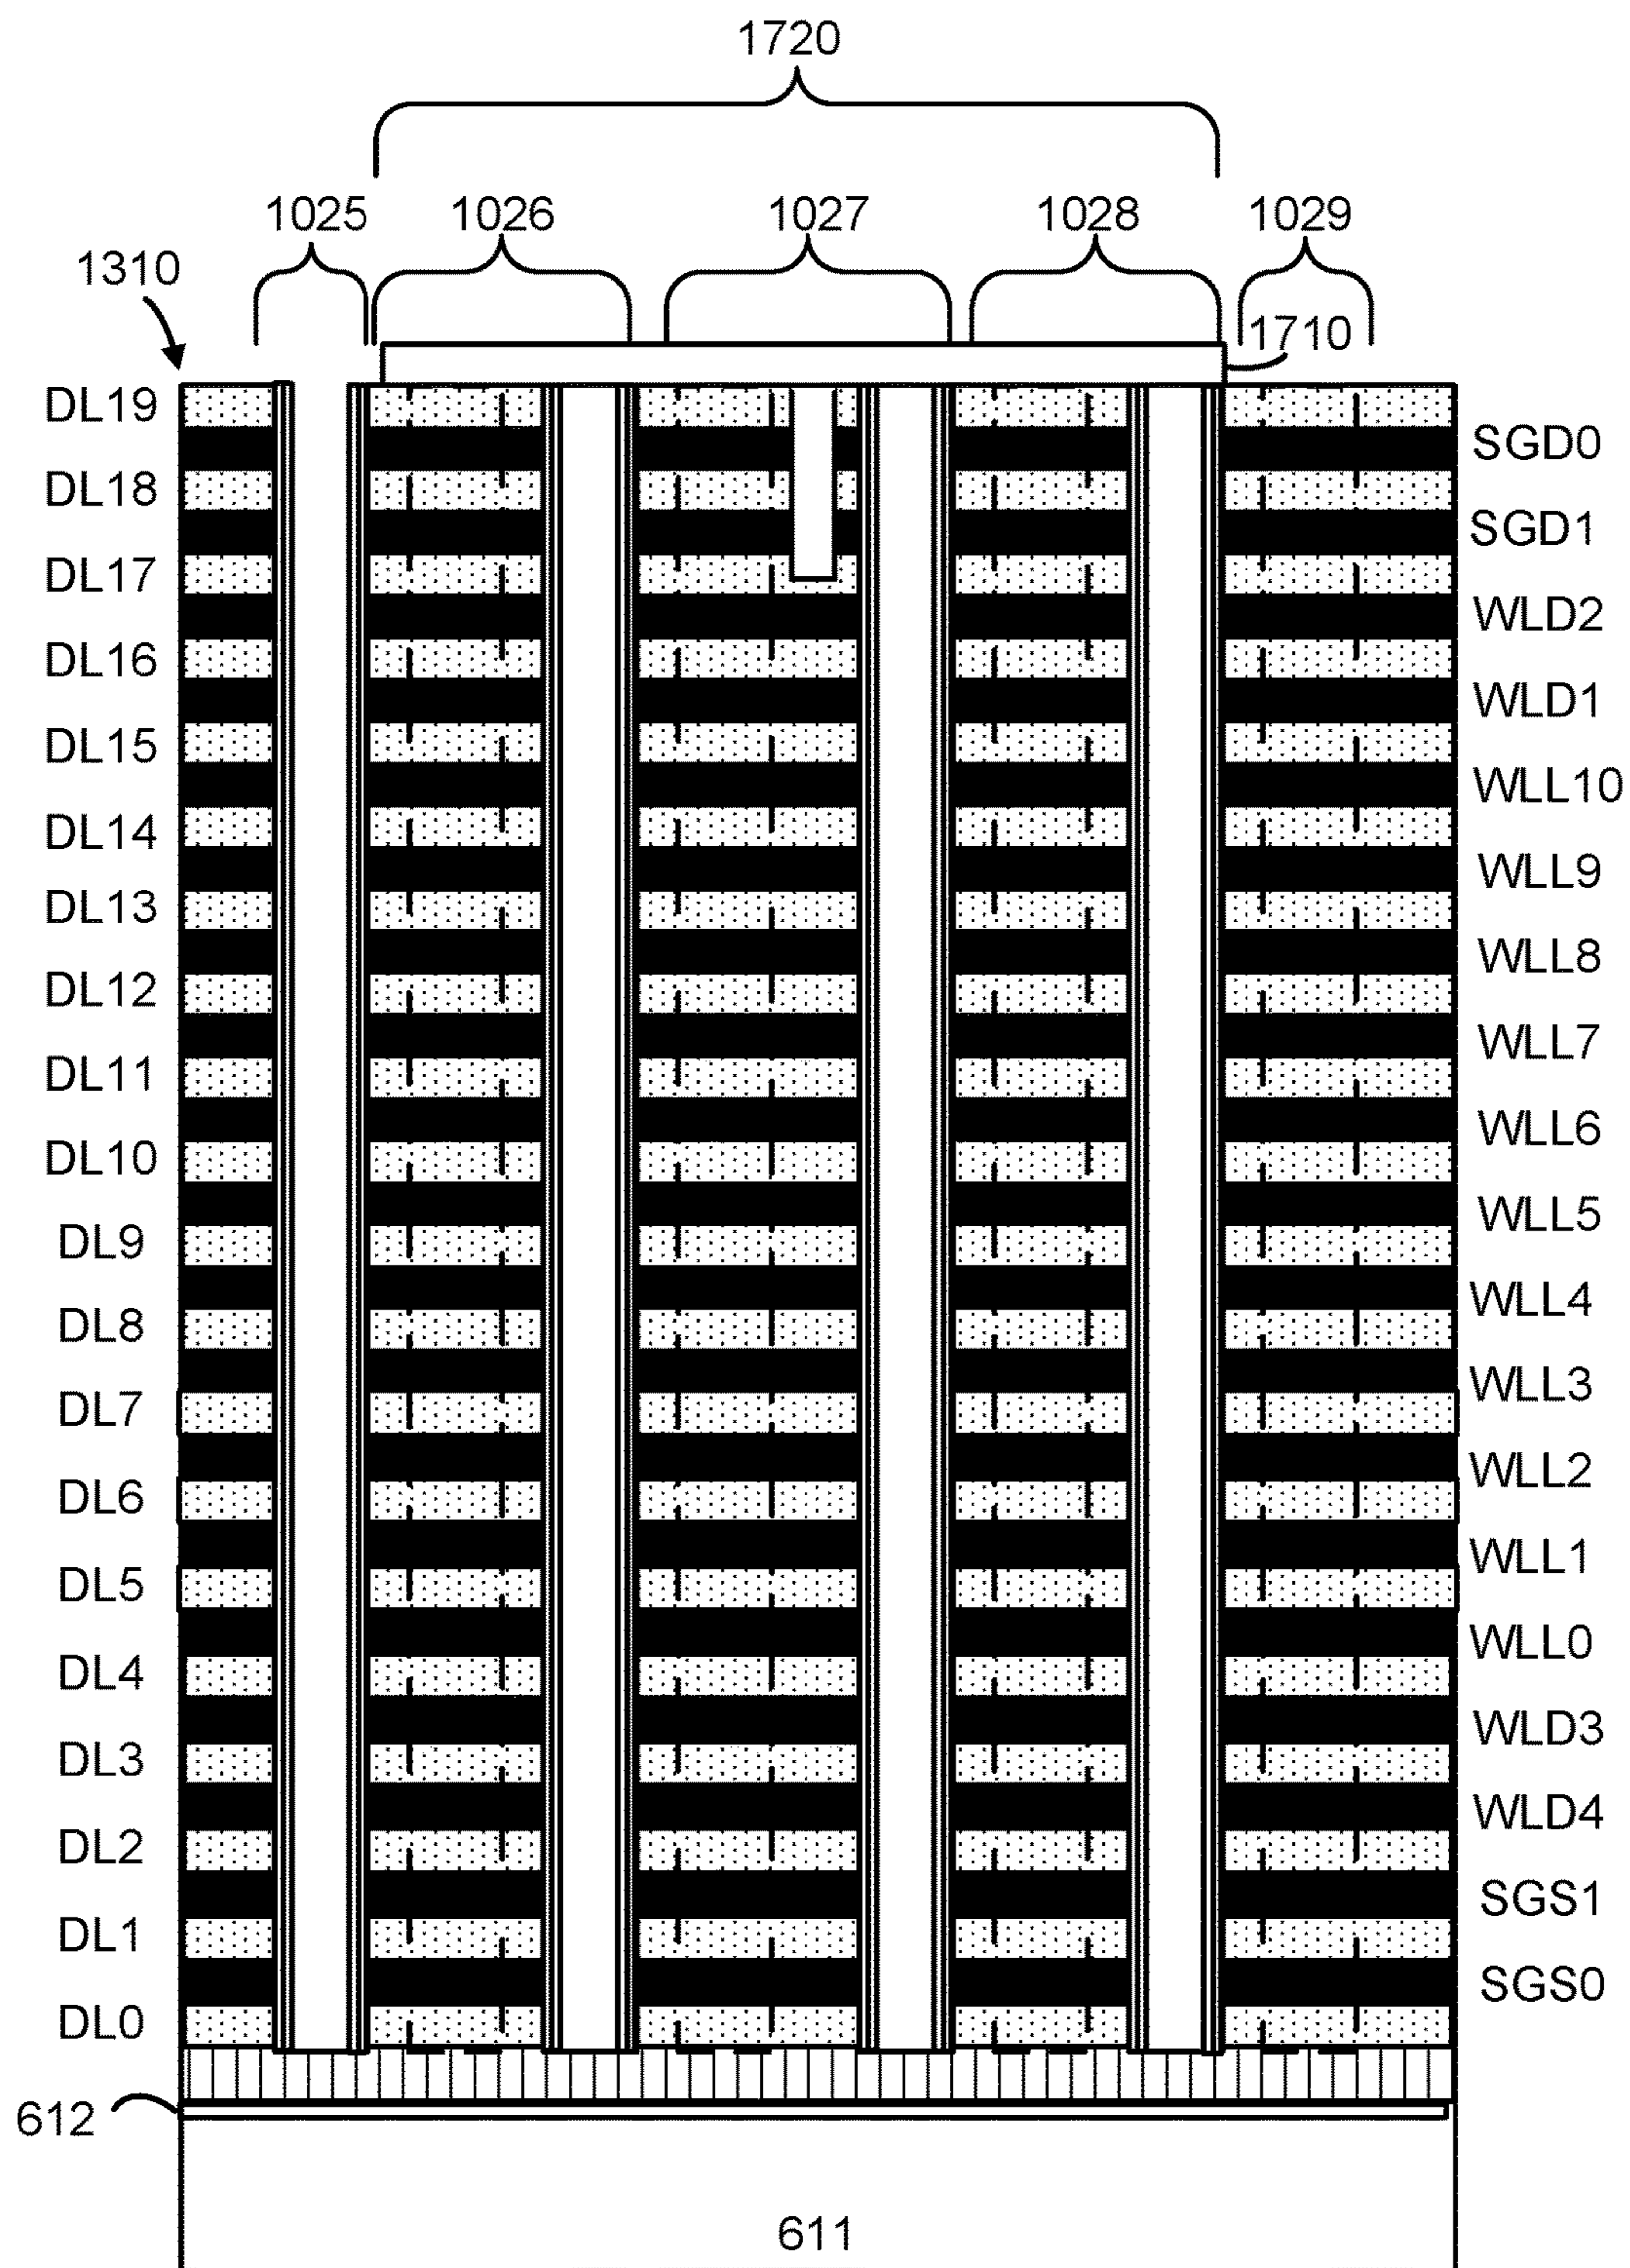 1720
1025 1026 1027 1028 1029
1310
1710
DL19
SGD0
DL18
SGD1
DL17
WLD2
DL16
WLD1
DL15
WLL10
DL14
WLL9
DL13
WLL8
DL12
WLL7
DL11
WLL6
DL10
WLL5
DL9
WLL4
DL8
WLL3
DL7
WLL2
DL6
WLL1
DL5
WLL0
DL4
WLD3
DL3
WLD4
DL2
SGS1
DL1
SGS0
DL0
612
611